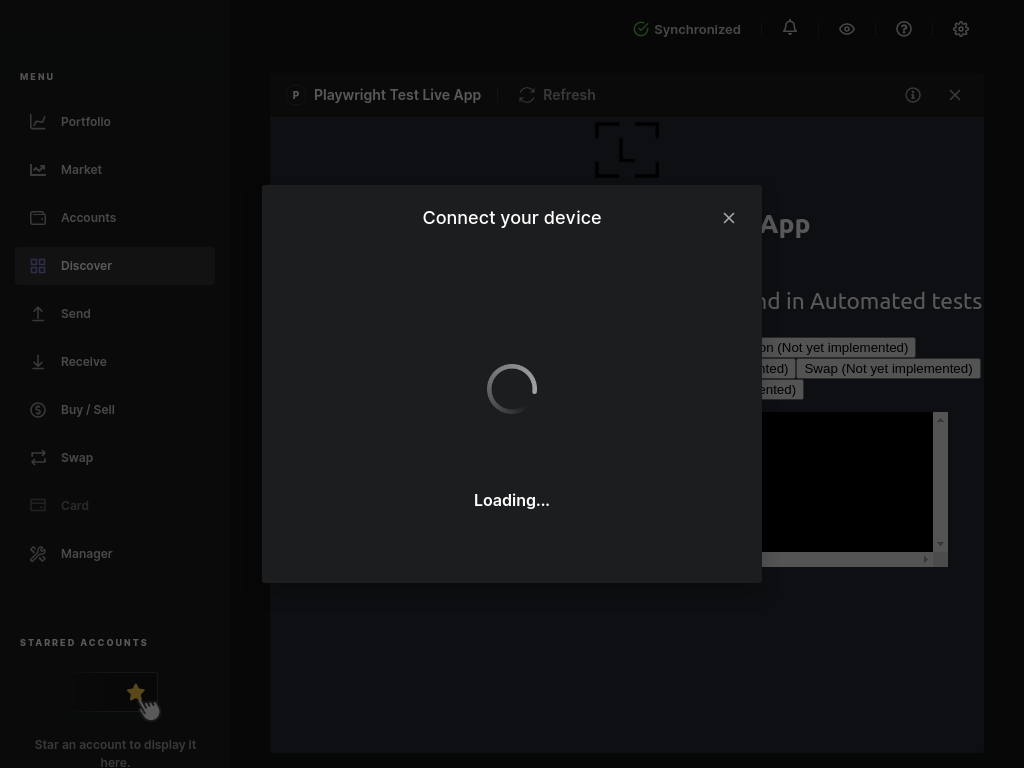 Synchronized
MENU
Portfolio
Market
Accounts
Discover
Send
Receive
Buy / Sell
Swap
Card
Manager
STARRED ACCOUNTS
Star an account to display it
here.
P Playwright Test Live App
Refresh
L
App
nd in Automated tests
on (Not yet implemented)
nted) Swap (Not yet implemented)
ented)
Connect your device
Loading...